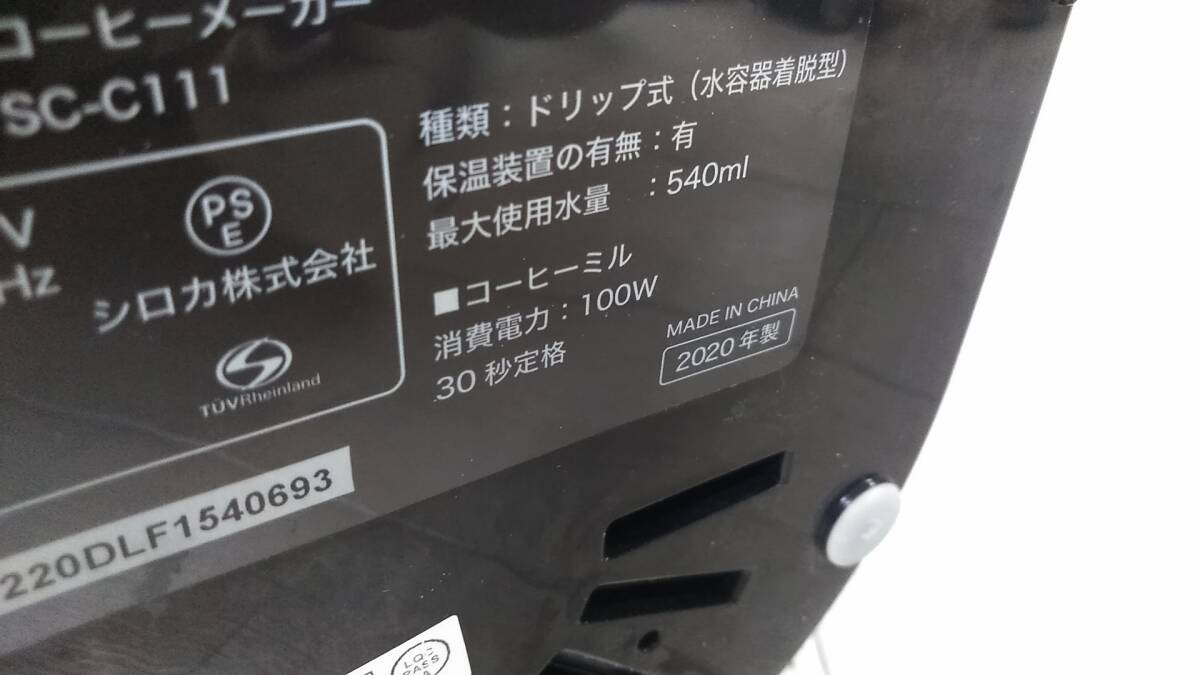 コーヒーメーカー
SC-C111
V
Hz
PS
E
シロカ株式会社
TÜVRheinland
種類：ドリップ式（水容器着脱型）
保温装置の有無：有
最大使用水量　：540ml
■コーヒーミル
消費電力：100W
30 秒定格
MADE IN CHINA
2020 年製
220DLF1540693
PASS